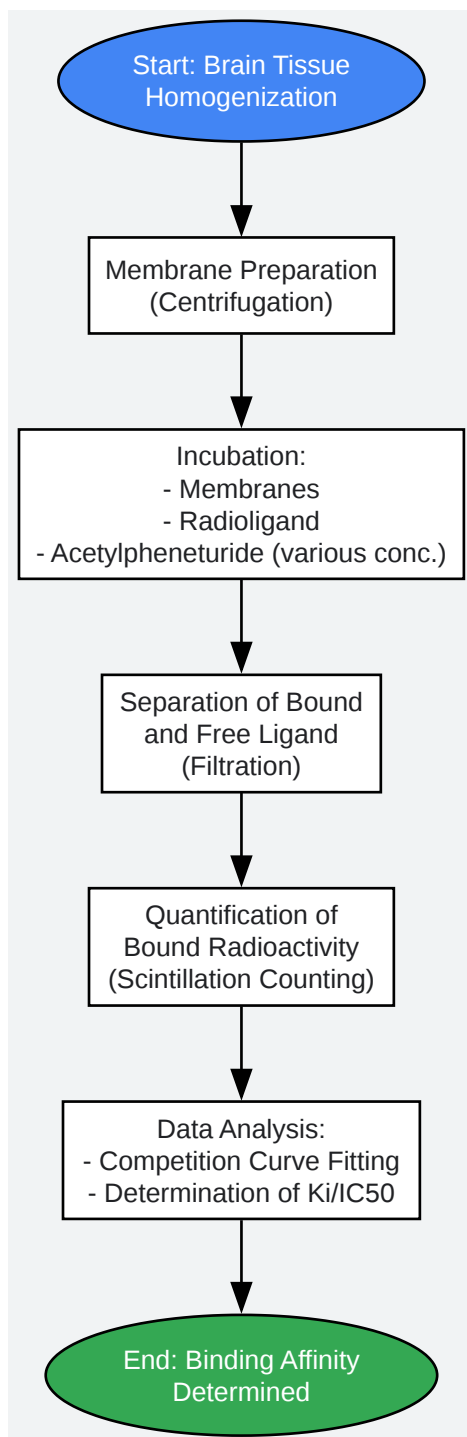 Start: Brain Tissue
Homogenization
Membrane Preparation
(Centrifugation)
Incubation:
- Membranes
- Radioligand
- Acetylpheneturide (various conc.)
Separation of Bound
and Free Ligand
(Filtration)
Quantification of
Bound Radioactivity
(Scintillation Counting)
Data Analysis:
- Competition Curve Fitting
- Determination of Ki/IC50
End: Binding Affinity
Determined